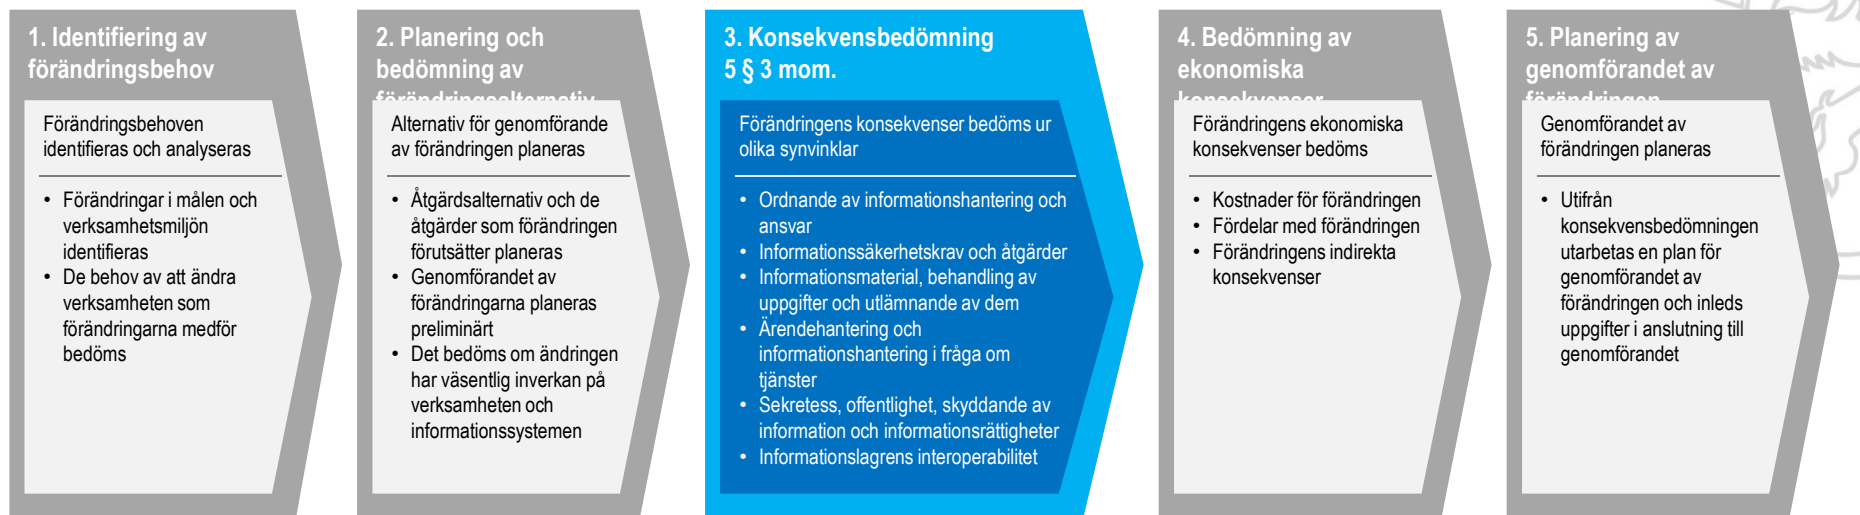 1. Identifiering av
förändringsbehov
Förändringsbehoven
identifieras och analyseras
• Förändringar i målen och
verksamhetsmiljön
identifieras
• De behov av att ändra
verksamheten som
förändringarna medför
bedöms
2. Planering och
bedömning av
förändringsalternativ
Alternativ för genomförande
av förändringen planeras
• Åtgärdsalternativ och de
åtgärder som förändringen
förutsätter planeras
• Genomförandet av
förändringarna planeras
preliminärt
• Det bedöms om ändringen
har väsentlig inverkan på
verksamheten och
informationssystemen
3. Konsekvensbedömning
5 § 3 mom.
Förändringens konsekvenser bedöms ur
olika synvinklar
• Ordnande av informationshantering och
ansvar
• Informationssäkerhetskrav och åtgärder
• Informationsmaterial, behandling av
uppgifter och utlämnande av dem
• Ärendehantering och
informationshantering i fråga om
tjänster
• Sekretess, offentlighet, skyddande av
information och informationsrättigheter
• Informationslagrens interoperabilitet
4. Bedömning av
ekonomiska
konsekvenser
Förändringens ekonomiska
konsekvenser bedöms
• Kostnader för förändringen
• Fördelar med förändringen
• Förändringens indirekta
konsekvenser
5. Planering av
genomförandet av
förändringen
Genomförandet av
förändringen planeras
• Utifrån
konsekvensbedömningen
utarbetas en plan för
genomförandet av
förändringen och inleds
uppgifter i anslutning till
genomförandet